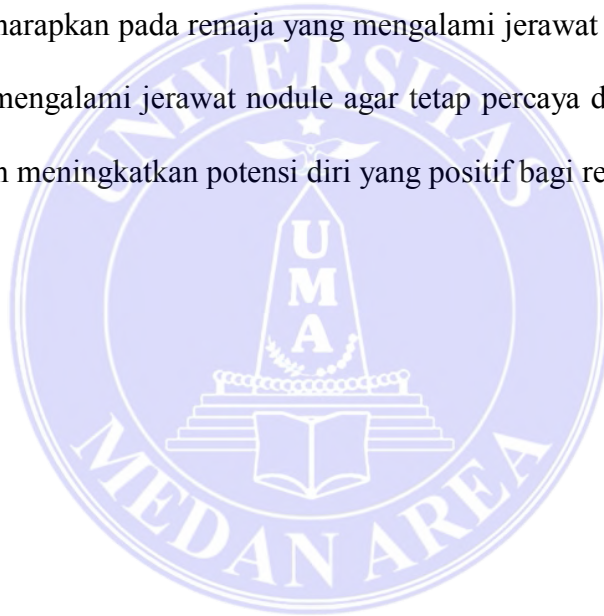 harapkan pada remaja yang mengalami jerawat
mengalami jerawat nodule agar tetap percaya d
n meningkatkan potensi diri yang positif bagi re
UNIVERSITAS
UMA
MEDAN AREA